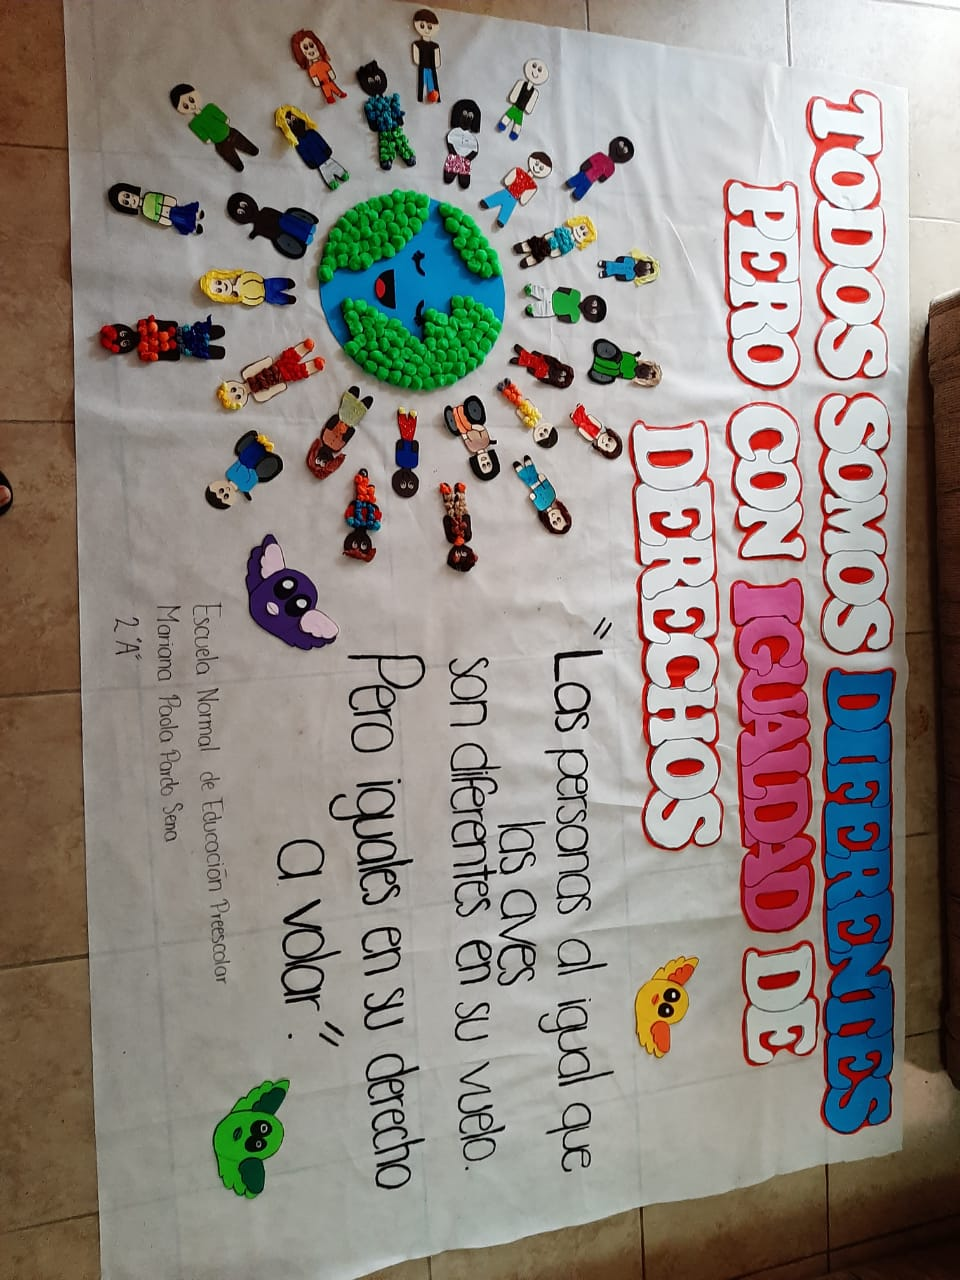 TODOS SOMOS DIFERENTES
PERO CON IGUALDAD DE
DERECHOS
"Las personas al igual que
las aves
son diferentes en su vuelo.
Pero iguales en su derecho
a volar".
Escuela Normal de Educación Preescolar
Mariana Paola Pardo Sena
2°"A"